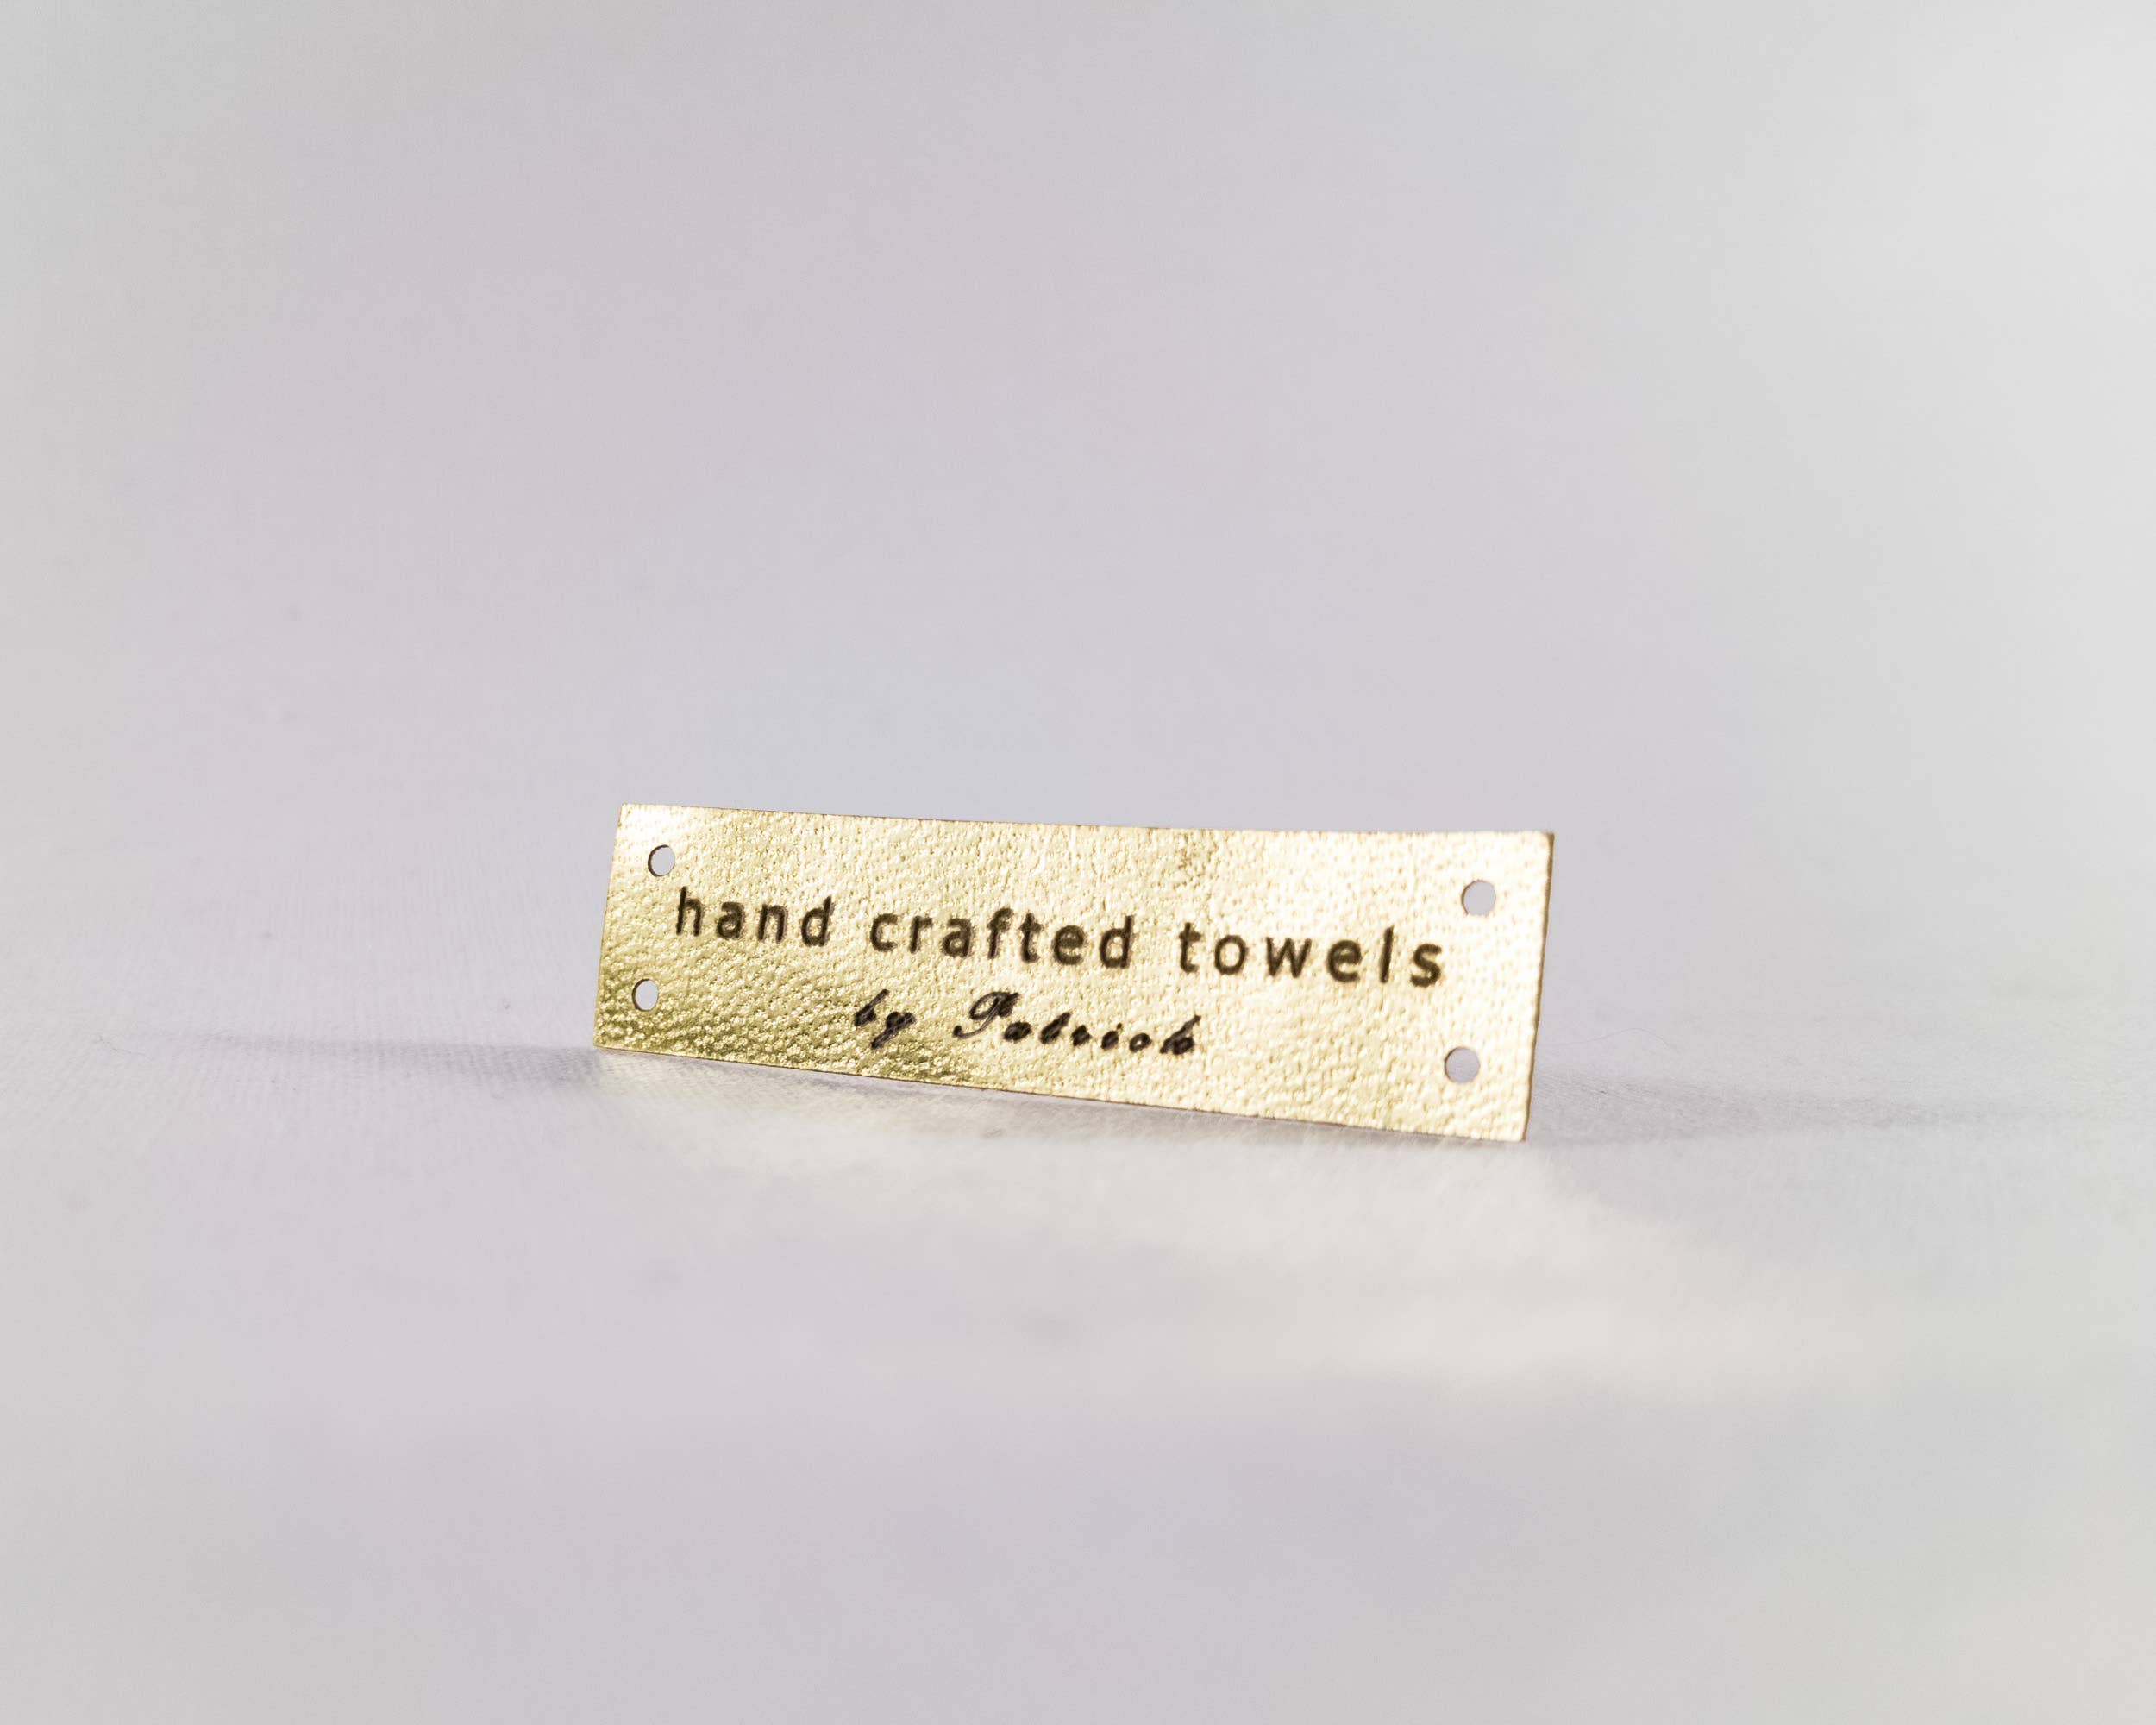 hand crafted towels
by Patrick